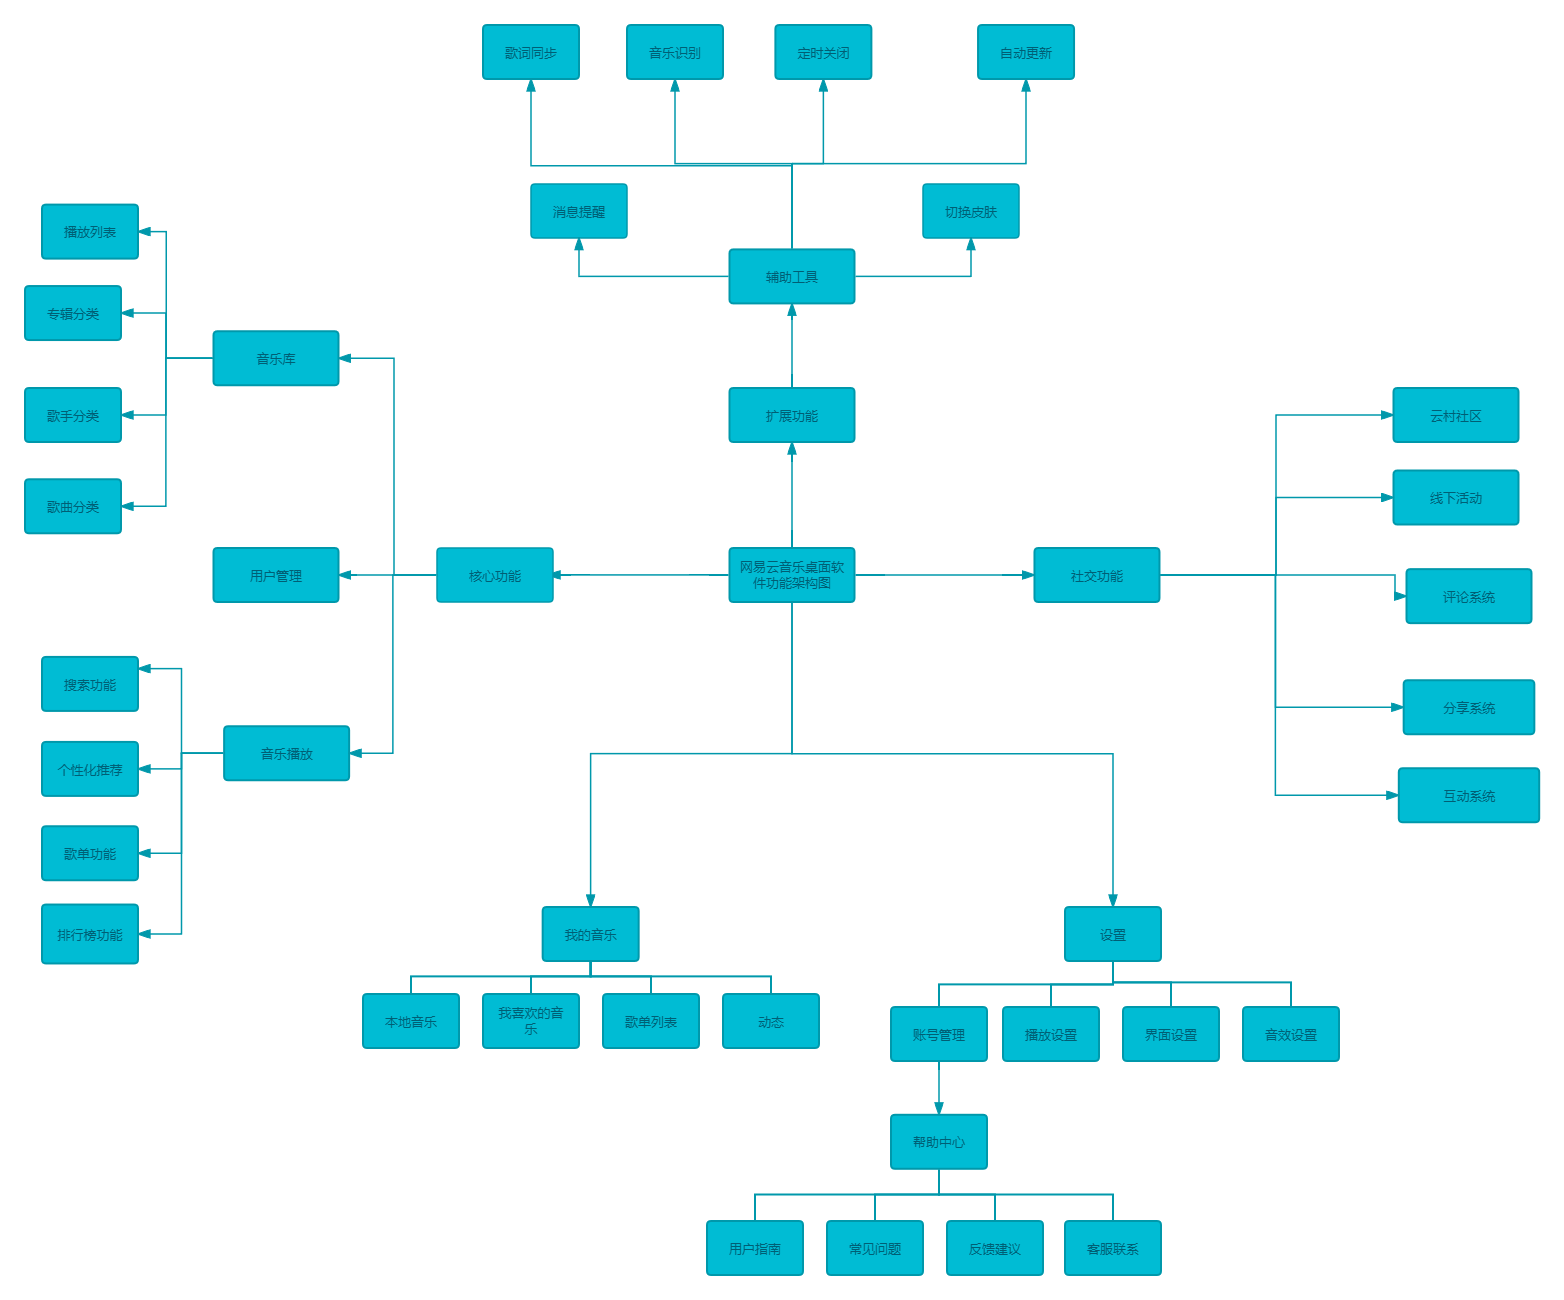 歌词同步
音乐识别
定时关闭
自动更新
消息提醒
切换皮肤
播放列表
辅助工具
专辑分类
音乐库
歌手分类
扩展功能
云村社区
线下活动
歌曲分类
用户管理
核心功能
网易云音乐桌面软
件功能架构图
社交功能
评论系统
搜索功能
分享系统
音乐播放
个性化推荐
互动系统
歌单功能
排行榜功能
我的音乐
设置
本地音乐
我喜欢的音
乐
歌单列表
动态
账号管理
播放设置
界面设置
音效设置
帮助中心
用户指南
常见问题
反馈建议
客服联系